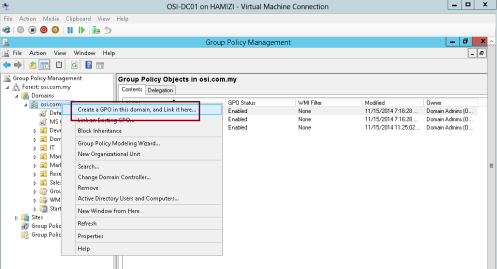 OSI-DC01 on HAMIZI - Virtual Machine Connection
File Action Media Clipboard View Help
Group Policy Management
File Action View Window Help
Group Policy Management
Forest: osi.com.my
Domains
osi.com.my
Group Policy Objects in osi.com.my
Contents Delegation
GPO Status WMI Filter Modified Owner
Enabled None 11/15/2014 7:16:28 ... Domain Admins (O...
Enabled None 11/15/2014 7:16:28 ... Domain Admins (O...
Enabled None 11/15/2014 11:25:02 ... Domain Admins (O...
Create a GPO in this domain, and Link it here...
Link an Existing GPO...
Block Inheritance
Group Policy Modeling Wizard...
New Organizational Unit
Search...
Change Domain Controller...
Remove
Active Directory Users and Computers...
New Window from Here
Refresh
Properties
Help
Defa
MS
Deve
Dom
IT
Man
Mark
Rese
Sale
Grou
WM
Start
Sites
Group Polic
Group Polic